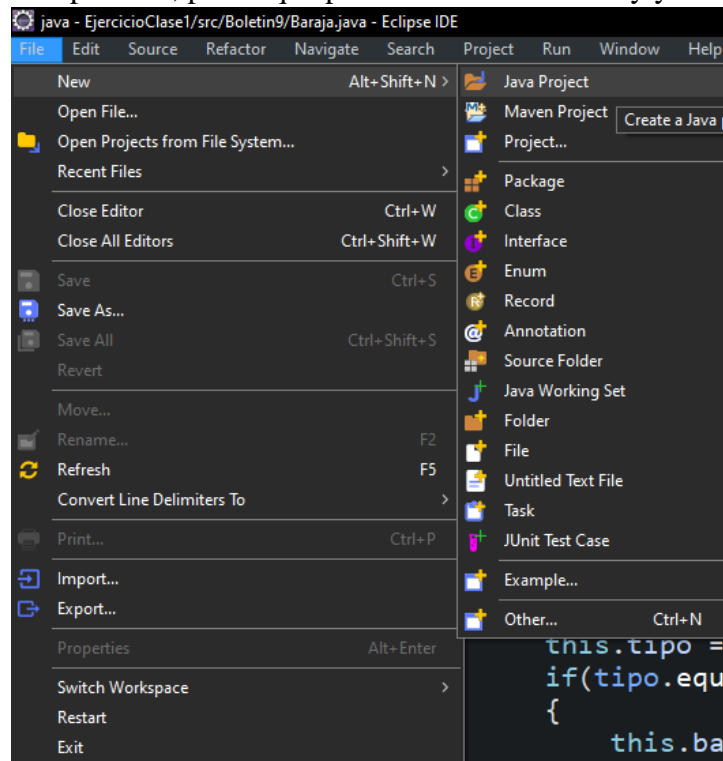 java - EjercicioClase1/src/Boletin9/Baraja.java - Eclipse IDE
File Edit Source Refactor Navigate Search Project Run Window Help
New Alt+Shift+N >
Open File...
Open Projects from File System...
Recent Files >
Close Editor Ctrl+W
Close All Editors Ctrl+Shift+W
Save Ctrl+S
Save As...
Save All Ctrl+Shift+S
Revert
Move...
Rename... F2
Refresh F5
Convert Line Delimiters To >
Print... Ctrl+P
Import...
Export...
Properties Alt+Enter
Switch Workspace >
Restart
Exit
Java Project
Maven Project
Create a Java
Project...
Package
Class
Interface
Enum
Record
Annotation
Source Folder
Java Working Set
Folder
File
Untitled Text File
Task
JUnit Test Case
Example...
Other... Ctrl+N
this.tipo =
if(tipo.equ
{
this.ba